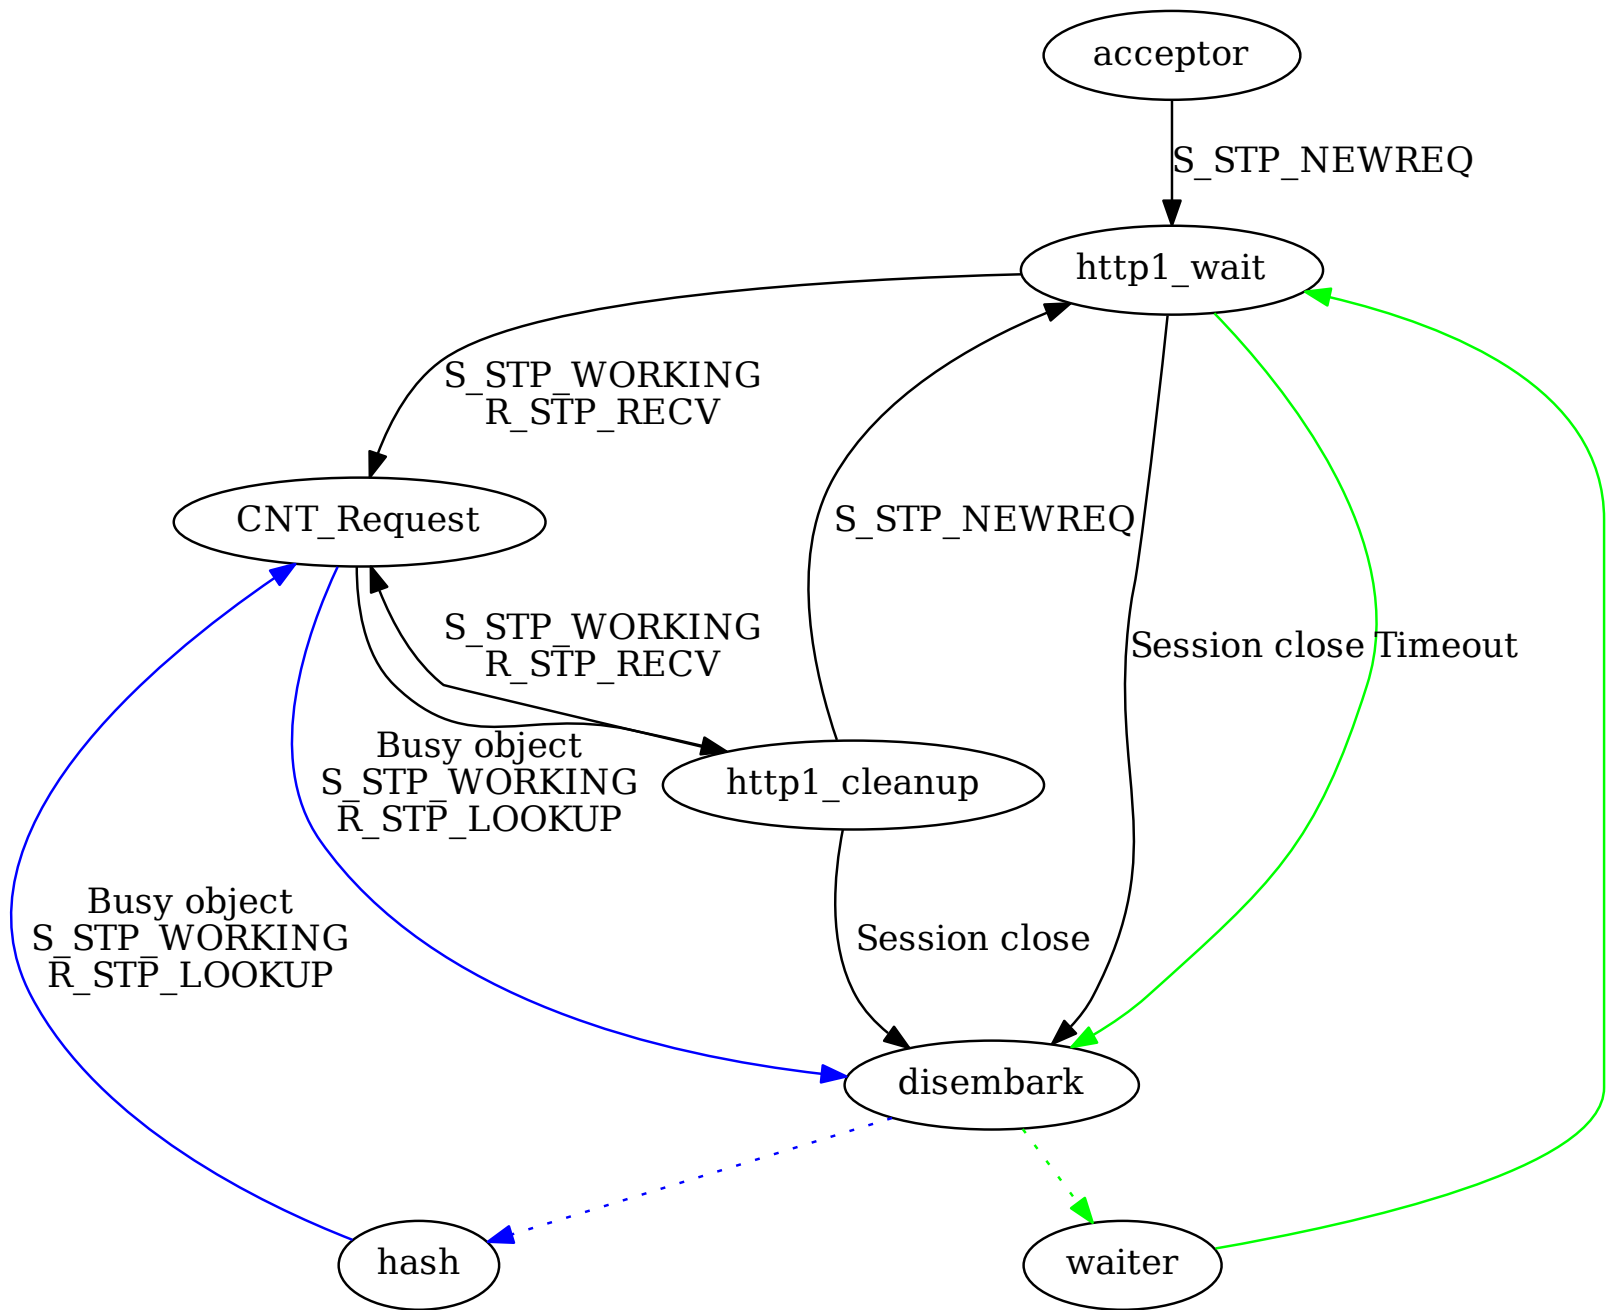 acceptor
S_STP_NEWREQ
http1_wait
S_STP_WORKING
R_STP_RECV
CNT_Request
S_STP_NEWREQ
S_STP_WORKING
R_STP_RECV
Session close
Timeout
Busy object
S_STP_WORKING
R_STP_LOOKUP
http1_cleanup
Busy object
S_STP_WORKING
R_STP_LOOKUP
Session close
disembark
hash
waiter